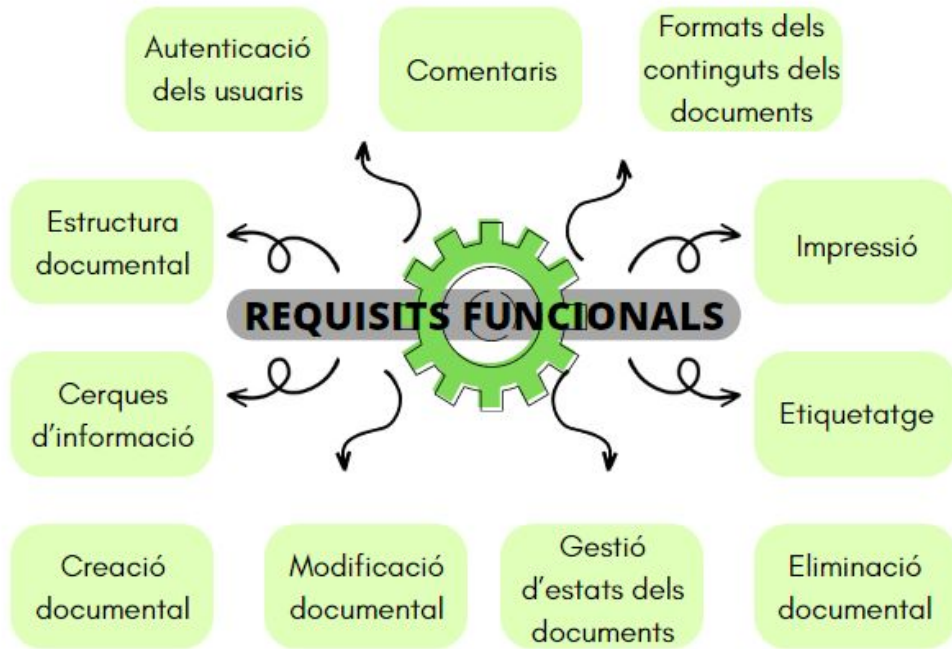 Autenticació
dels usuaris
Comentaris
Formats dels
continguts dels
documents
Estructura
documental
Impressió
REQUISITS FUNCIONALS
Cerques
d'informació
Etiquetatge
Creació
documental
Modificació
documental
Gestió
d'estats dels
documents
Eliminació
documental